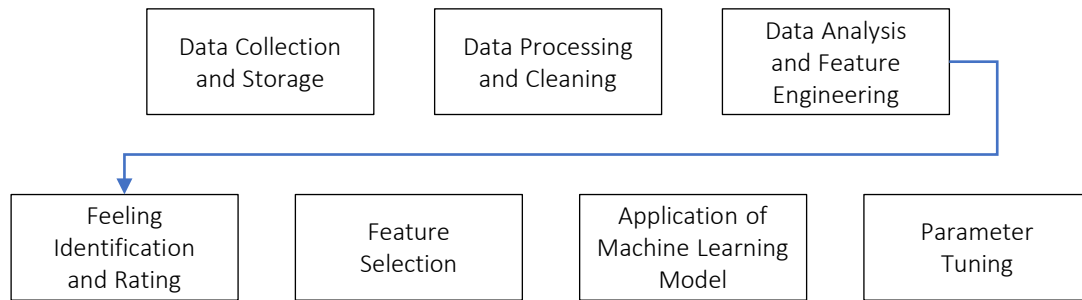 Data Collection
and Storage
Data Processing
and Cleaning
Data Analysis
and Feature
Engineering
Feeling
Identification
and Rating
Feature
Selection
Application of
Machine Learning
Model
Parameter
Tuning